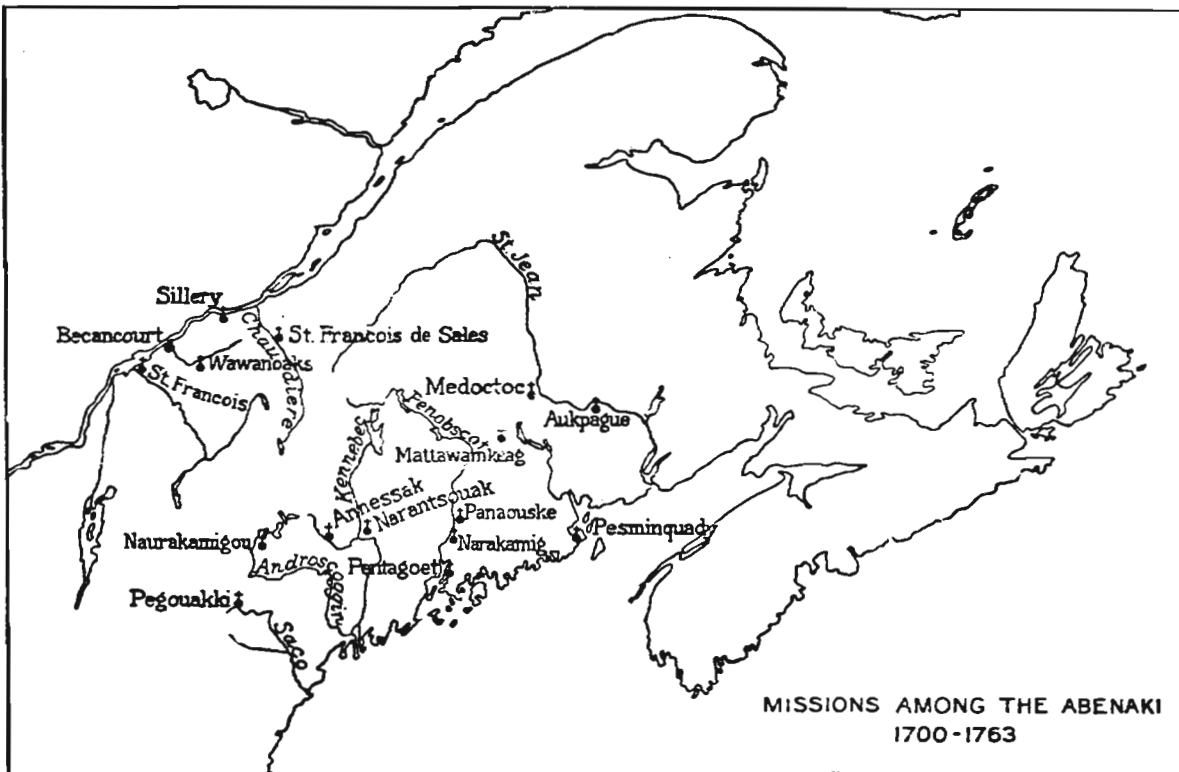 St. Jean
Sillery
Becancourt
Chaudiere
St. Francois de Sales
Wawanoaks
St. Francois
Medoctoc
Aukpague
Penobscot
Kennebec
Mattawamkeag
Annessak
Narantsouak
Panaouske
Pesminquady
Naurakamigou
Narakamig
Androscoggin
Pentagoet
Pegouakki
Saco
MISSIONS AMONG THE ABENAKI
1700-1763